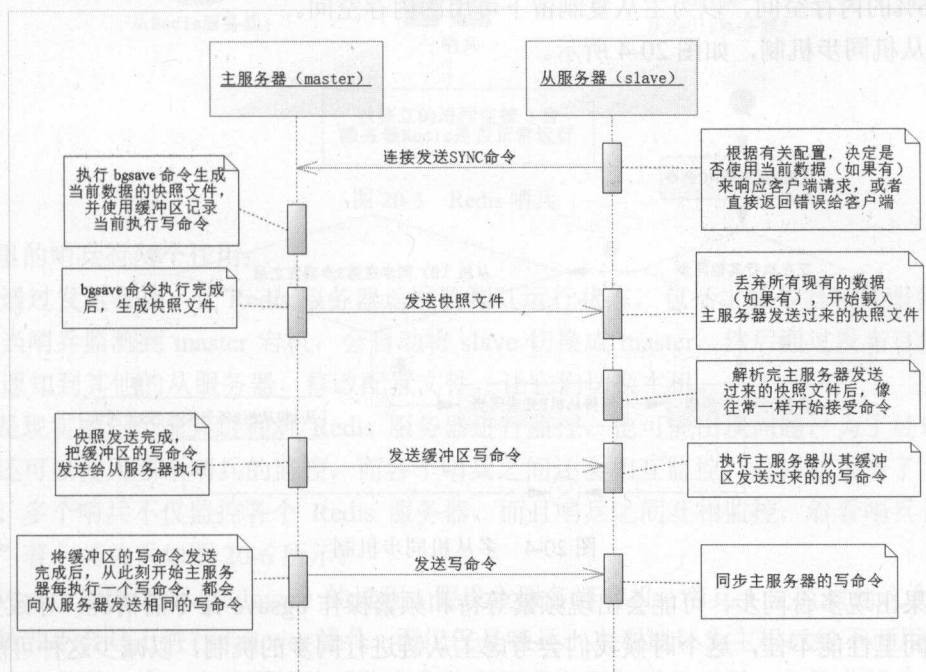 主服务器（master）
从服务器（slave）
连接发送SYNC命令
执行 bgsave 命令生成
当前数据的快照文件，
并使用缓冲区记录
当前执行写命令
根据有关配置，决定是
否使用当前数据（如果有）
来响应客户端请求，或者
直接返回错误给客户端
bgsave命令执行完成
后，生成快照文件
发送快照文件
丢弃所有现有的数据
（如果有），开始载入
主服务器发送过来的快照文件
解析完主服务器发送
过来的快照文件后，像
往常一样开始接受命令
快照发送完成，
把缓冲区的写命令
发送给从服务器执行
发送缓冲区写命令
执行主服务器从其缓冲
区发送过来的的写命令
将缓冲区的写命令发送
完成后，从此刻开始主服务
器每执行一个写命令，都会
向从服务器发送相同的写命令
发送写命令
同步主服务器的写命令